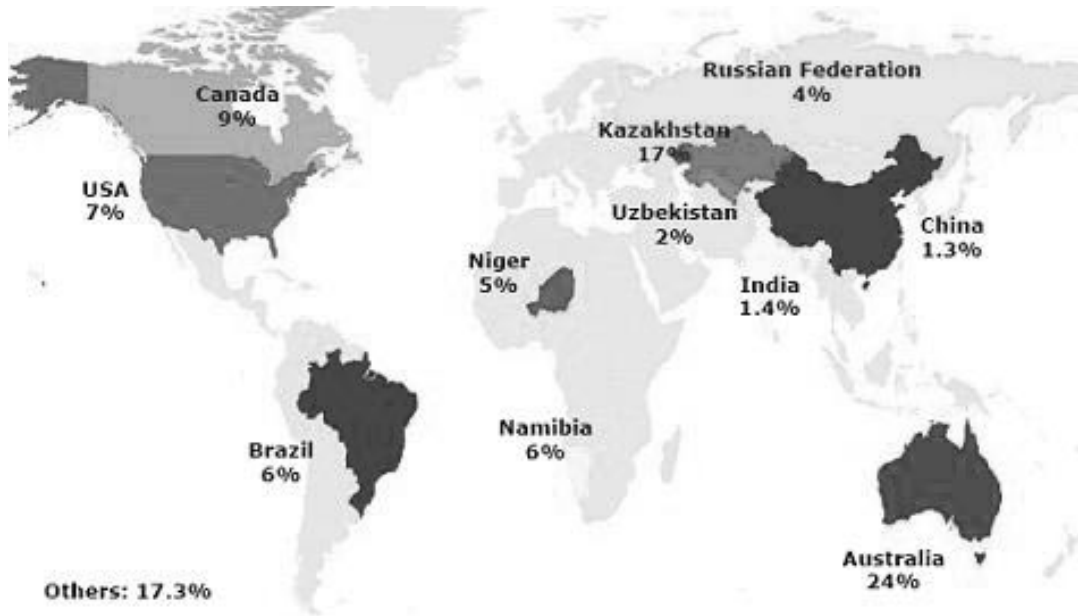 Russian Federation
4%
Canada
9%
Kazakhstan
17%
USA
7%
Uzbekistan
2%
China
1.3%
Niger
5%
India
1.4%
Namibia
6%
Brazil
6%
Australia
24%
Others: 17.3%